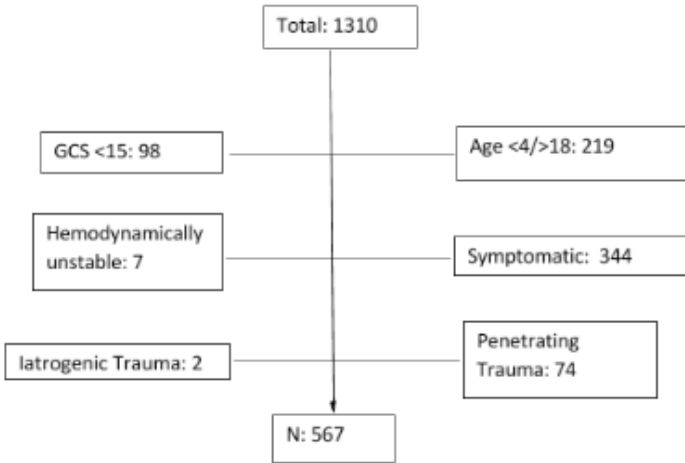 Total: 1310
GCS <15: 98
Age <4/>18: 219
Hemodynamically
unstable: 7
Symptomatic: 344
Iatrogenic Trauma: 2
Penetrating
Trauma: 74
N: 567